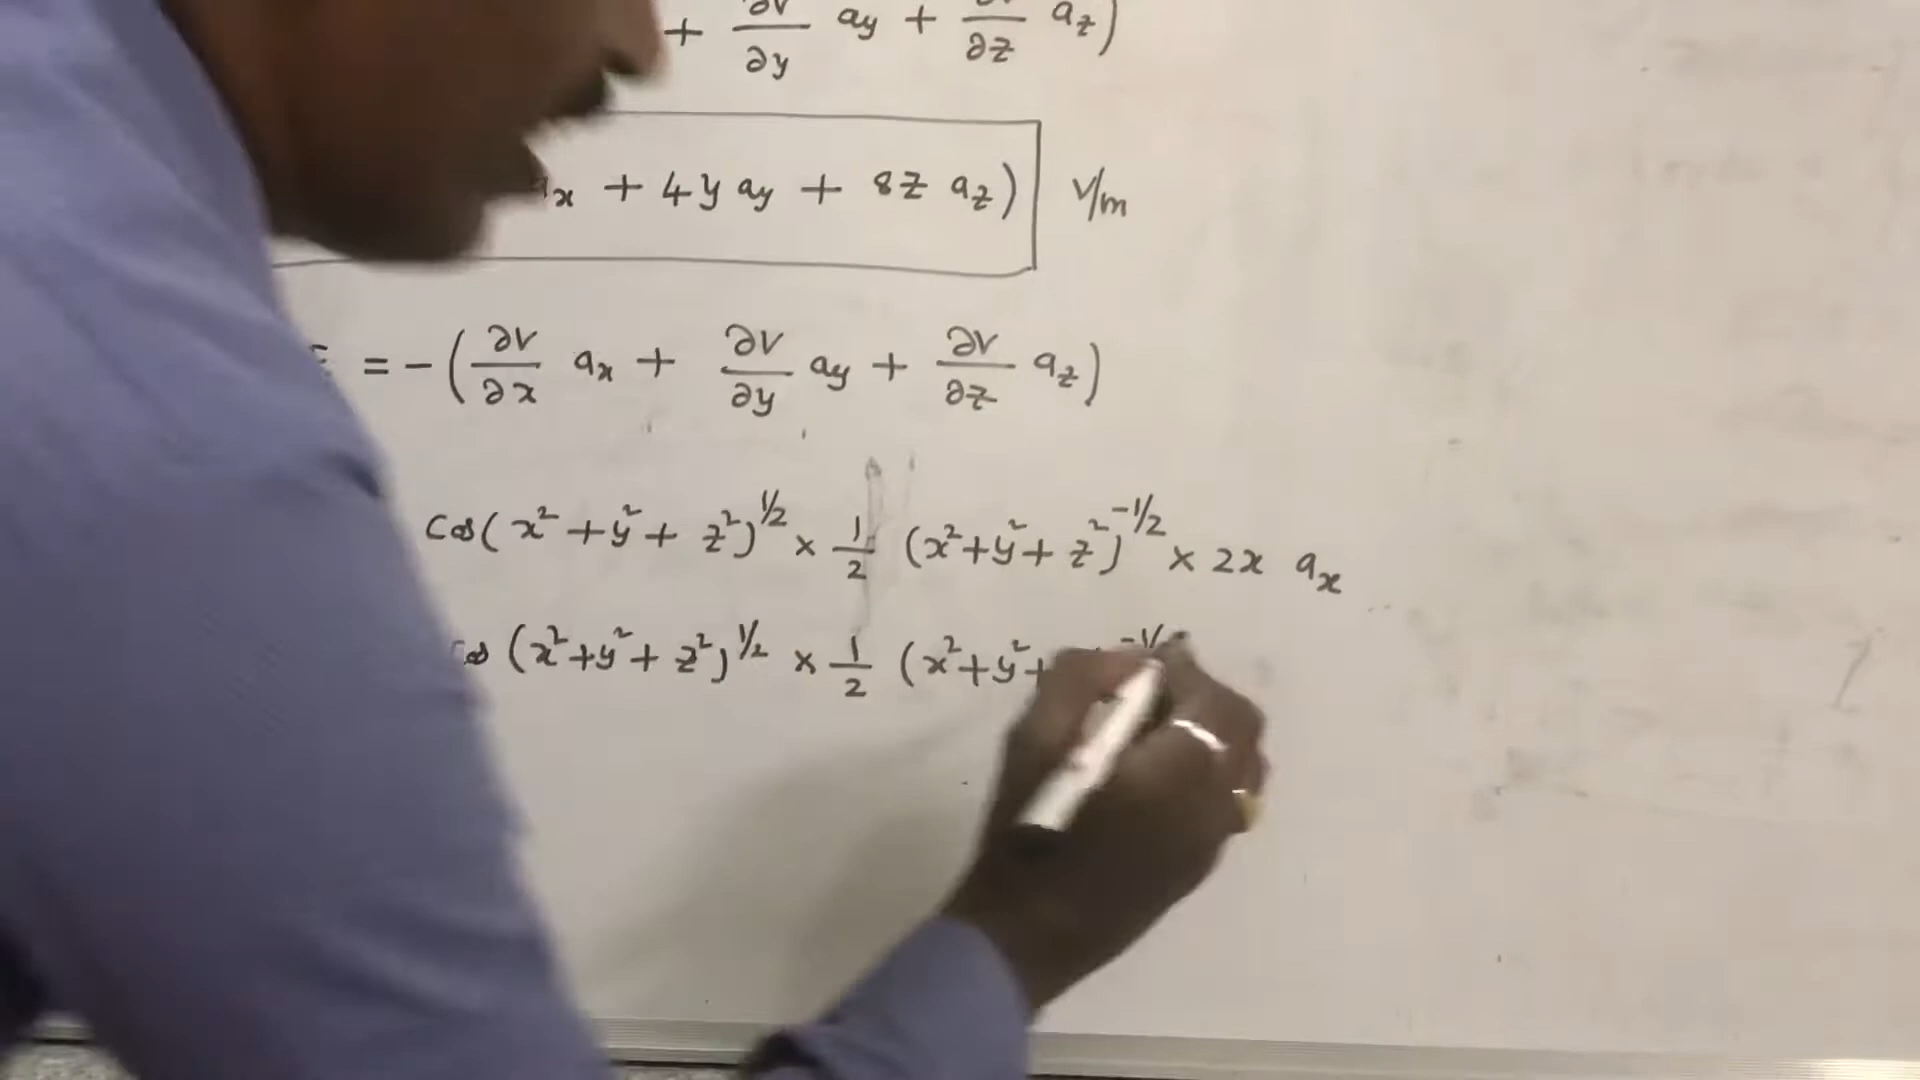 + ∂V/∂y ay + ∂V/∂z az)
ax + 4y ay + 8z az) V/m
= -(∂V/∂x ax + ∂V/∂y ay + ∂V/∂z az)
Cos(x² + y² + z²)^1/2 × 1/2 (x² + y² + z²)^-1/2 × 2x ax
(x² + y² + z²)^1/2 × 1/2 (x² + y² +